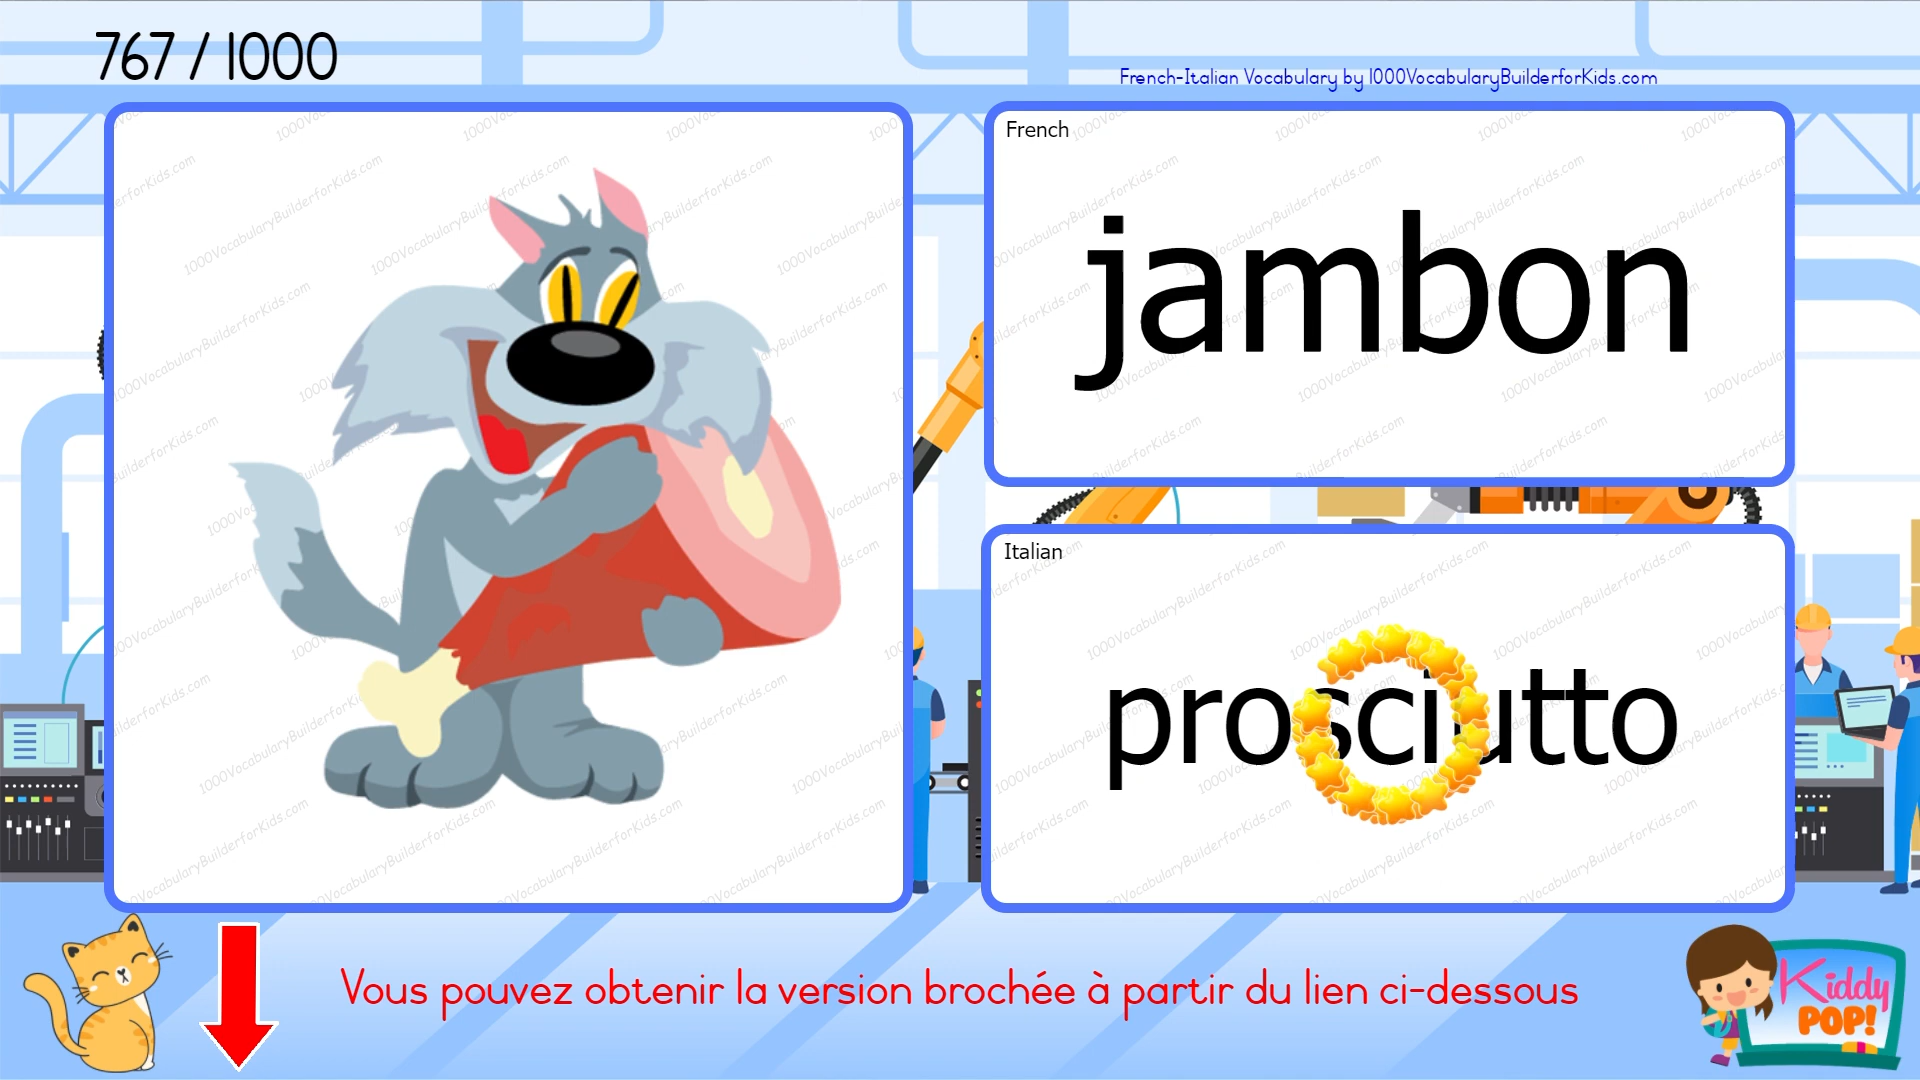 767 / 1000
French-Italian Vocabulary by 1000VocabularyBuilderforKids.com
French
jambon
Italian
prosciutto
Vous pouvez obtenir la version brochée à partir du lien ci-dessous
Kiddy
POP!